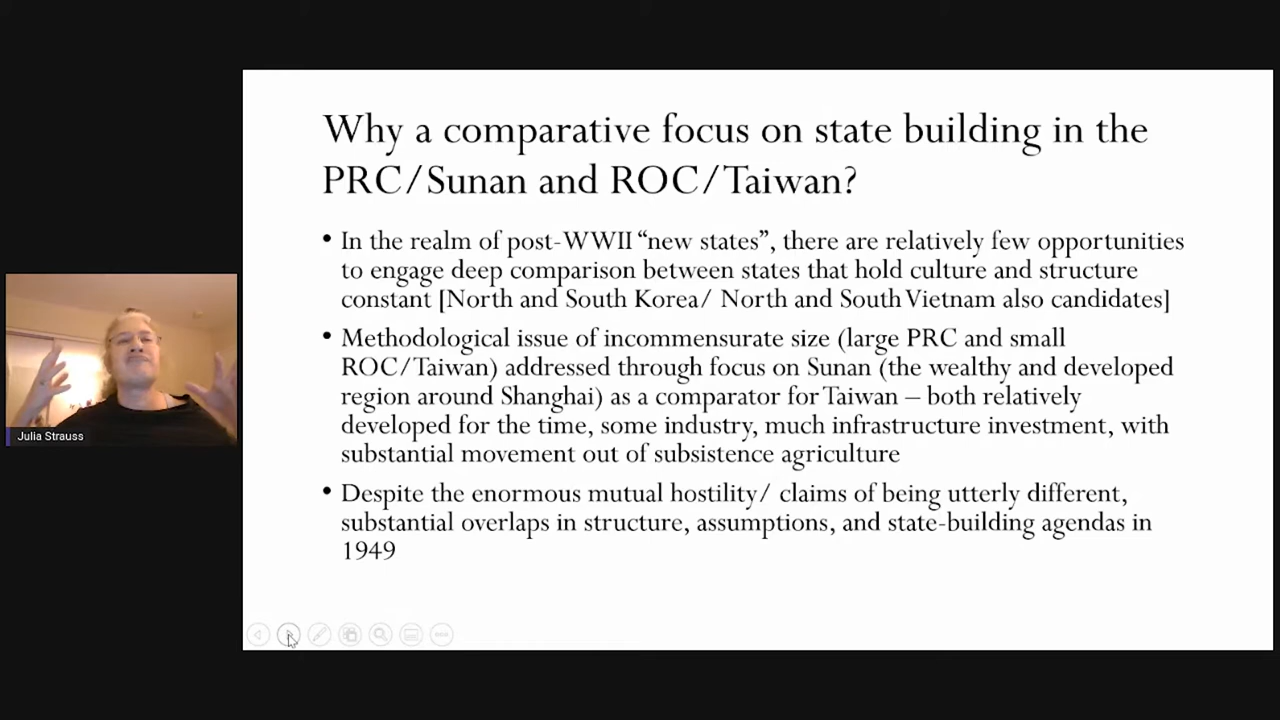 Why a comparative focus on state building in the
PRC/Sunan and ROC/Taiwan?
• In the realm of post-WWII “new states”, there are relatively few opportunities
to engage deep comparison between states that hold culture and structure
constant [North and South Korea/ North and South Vietnam also candidates]
• Methodological issue of incommensurate size (large PRC and small
ROC/Taiwan) addressed through focus on Sunan (the wealthy and developed
region around Shanghai) as a comparator for Taiwan – both relatively
developed for the time, some industry, much infrastructure investment, with
substantial movement out of subsistence agriculture
• Despite the enormous mutual hostility/ claims of being utterly different,
substantial overlaps in structure, assumptions, and state-building agendas in
1949
Julia Strauss